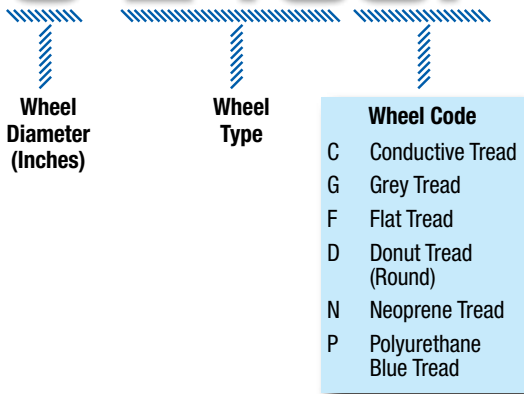 Wheel
Diameter
(Inches)
Wheel
Type
Wheel Code
C Conductive Tread
G Grey Tread
F Flat Tread
D Donut Tread
(Round)
N Neoprene Tread
P Polyurethane
Blue Tread